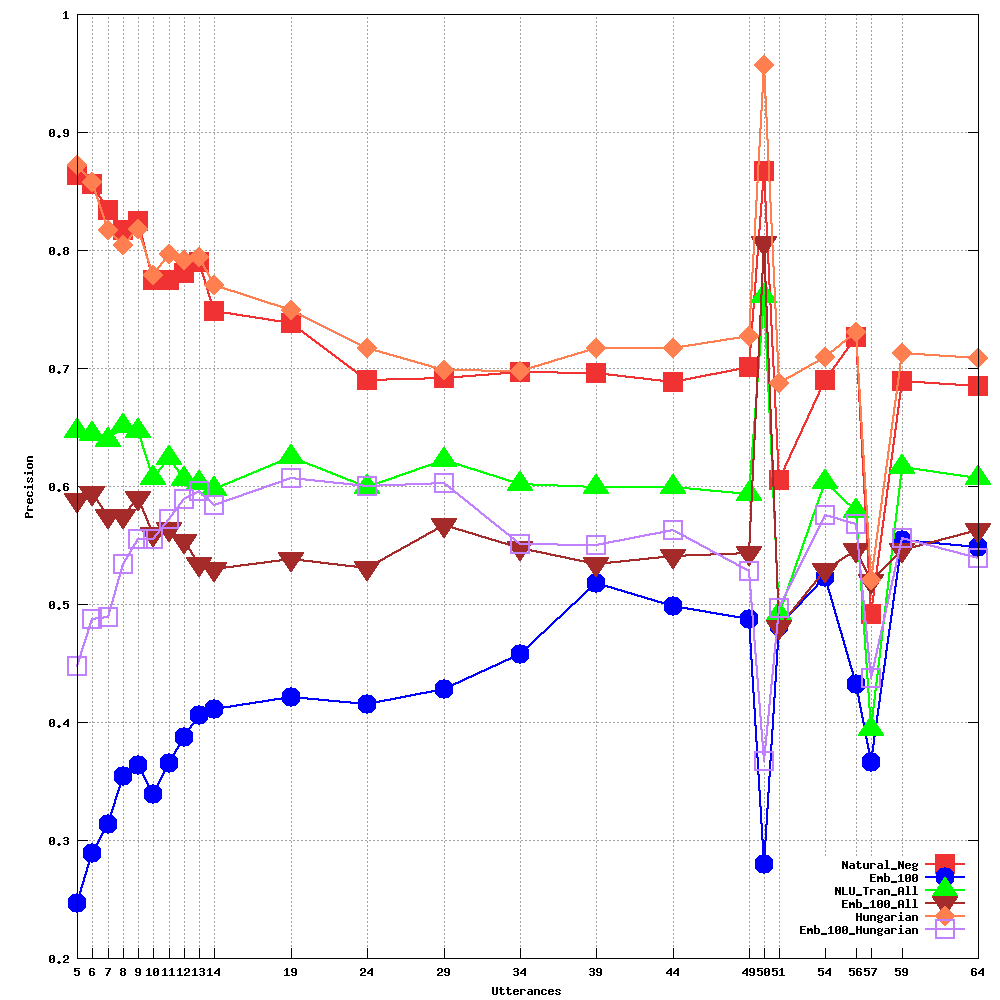 1
0.9
0.8
0.7
0.6
0.5
0.4
0.3
0.2
Precision
Natural_Neg
Emb_100
NLU_Tran_All
Emb_100_All
Hungarian
Emb_100_Hungarian
5 6 7 8 9 10 11 12 13 14 19 24 29 34 39 44 49 50 51 54 56 57 59 64
Utterances